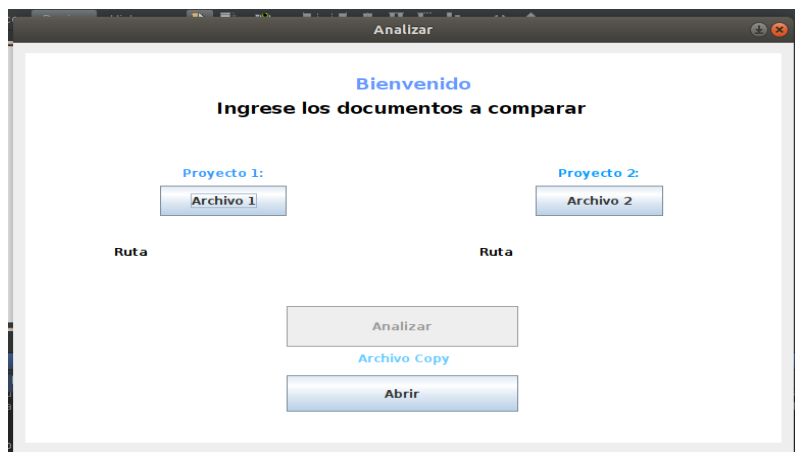 Analizar
Bienvenido
Ingrese los documentos a comparar
Proyecto 1:
Proyecto 2:
Archivo 1
Archivo 2
Ruta
Ruta
Analizar
Archivo Copy
Abrir